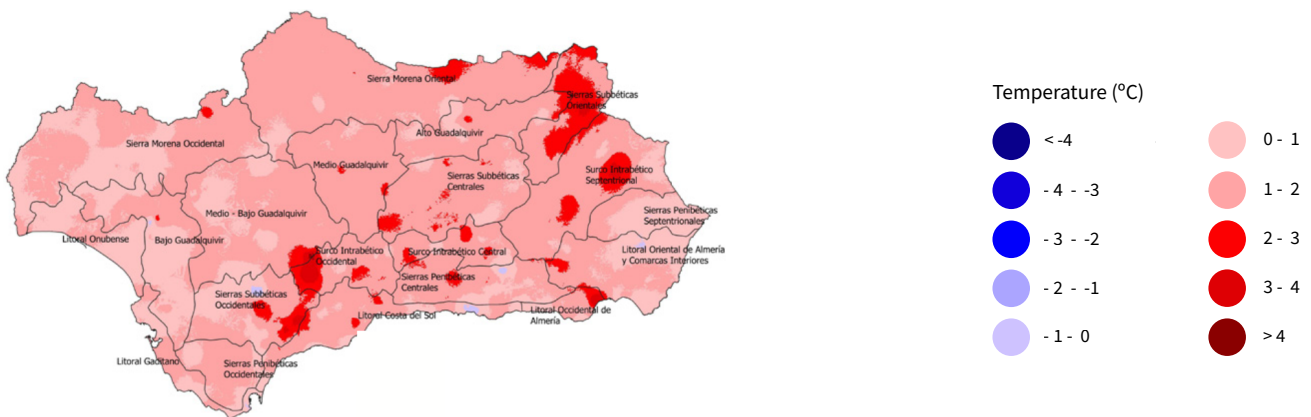 Sierra Morena Oriental
Sierras Subbéticas
Orientales
Alto Guadalquivir
Sierra Morena Occidental
Medio Guadalquivir
Sierras Subbéticas
Centrales
Surco Intrabético
Septentrional
Medio - Bajo Guadalquivir
Sierras Penibéticas
Septentrionales
Litoral Onubense
Bajo Guadalquivir
Surco Intrabético
Occidental
Surco Intrabético Central
Litoral Oriental de Almería
y Comarcas Interiores
Sierras Penibéticas
Centrales
Sierras Subbéticas
Occidentales
Litorol Costa del Sol
Litoral Occidental de
Almería
Litoral Gaditano
Sierras Penibéticas
Occidentales
Temperature (ºC)
< -4
- 4 - -3
- 3 - -2
- 2 - -1
- 1 - 0
0 - 1
1 - 2
2 - 3
3 - 4
> 4